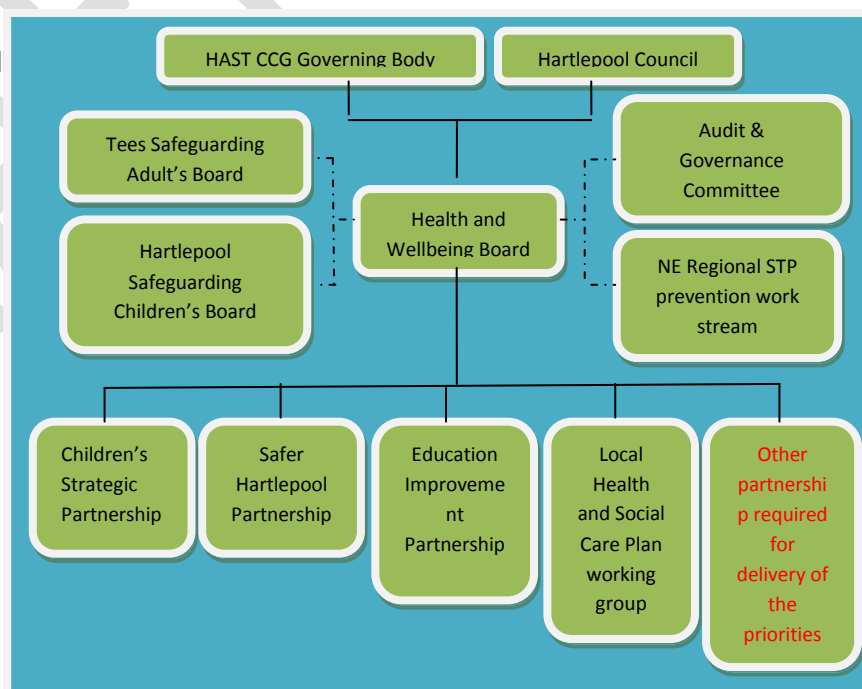 HAST CCG Governing Body
Hartlepool Council
Tees Safeguarding
Adult's Board
Audit &
Governance
Committee
Health and
Wellbeing Board
Hartlepool
Safeguarding
Children's Board
NE Regional STP
prevention work
stream
Children's
Strategic
Partnership
Safer
Hartlepool
Partnership
Education
Improveme
nt
Partnership
Local
Health
and Social
Care Plan
working
group
Other
partnershi
p required
for
delivery of
the
priorities